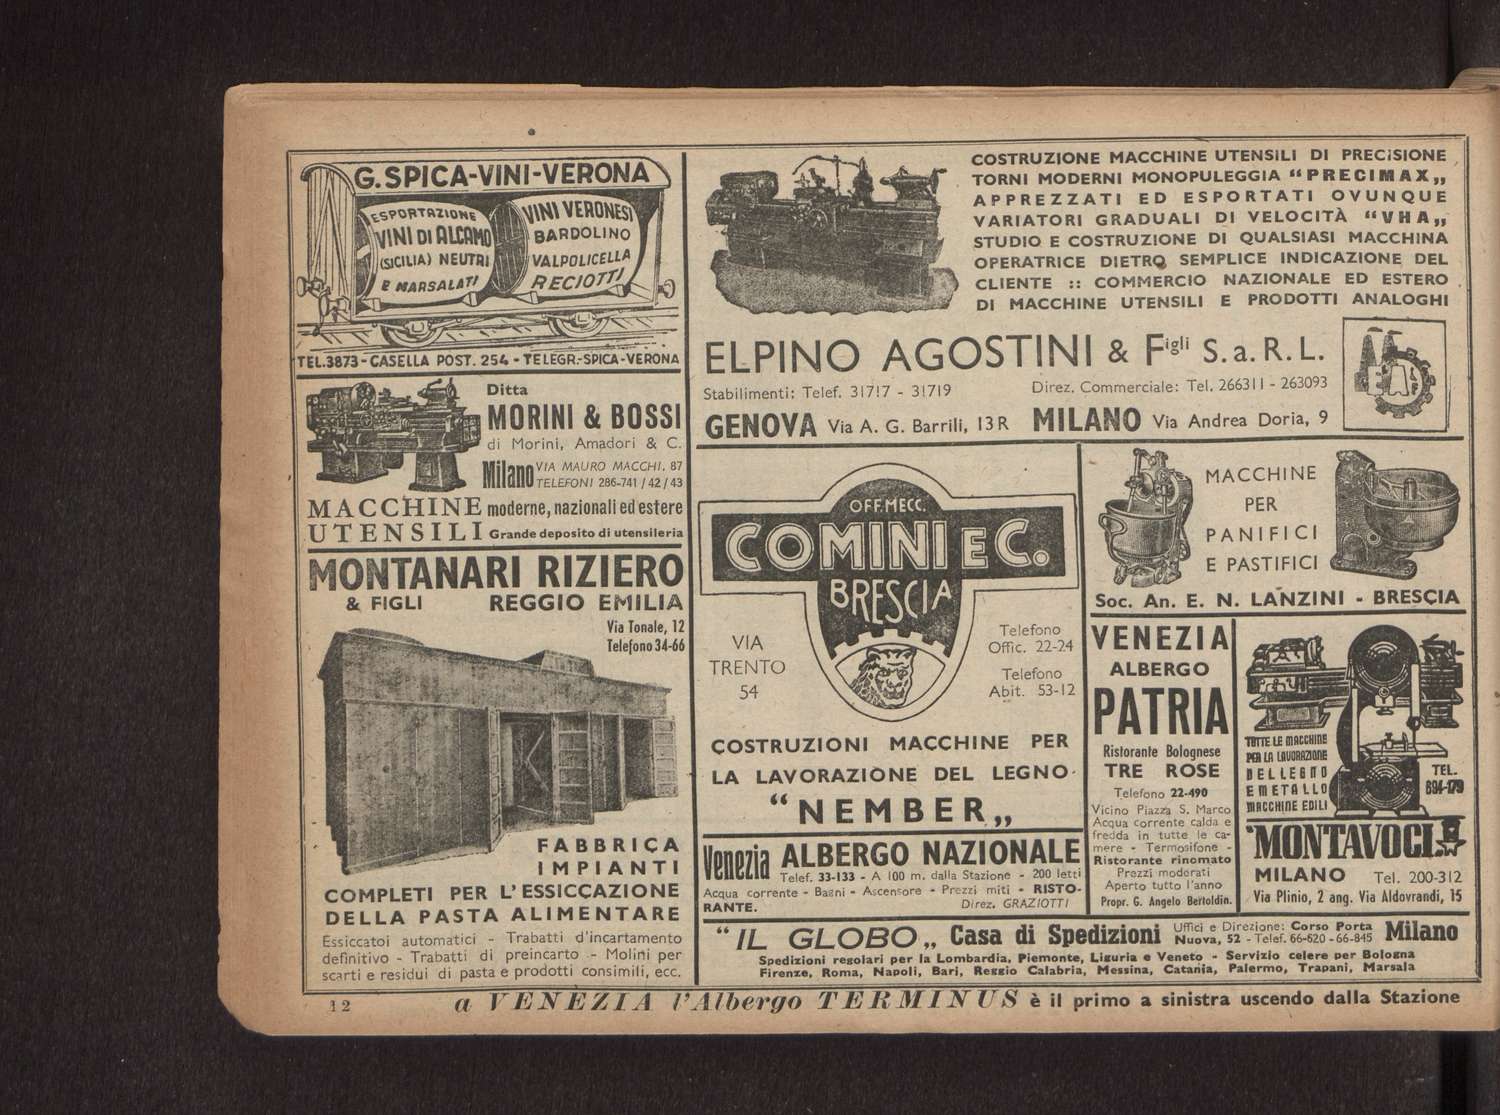 G. SPICA-VINI-VERONA
ESPORTAZIONE
VINI DI ALCAMO
(SICILIA) NEUTRI
E MARSALATI
VINI VERONESI
BARDOLINO
VALPOLICELLA
RECIOTTI
TEL. 3873 - CASELLA POST. 254 - TELEGR.-SPICA-VERONA
Ditta
MORINI & BOSSI
di Morini, Amadori & C.
Milano VIA MAURO MACCHI. 87
TELEFONI 286-741 / 42 / 43
MACCHINE moderne, nazionali ed estere
UTENSILI Grande deposito di utensileria
MONTANARI RIZIERO
& FIGLI REGGIO EMILIA
Via Tonale, 12
Telefono 34-66
FABBRICA
IMPIANTI
COMPLETI PER L'ESSICCAZIONE
DELLA PASTA ALIMENTARE
Essiccatoi automatici - Trabatti d'incartamento
definitivo - Trabatti di preincarto - Molini per
scarti e residui di pasta e prodotti consimili, ecc.
COSTRUZIONE MACCHINE UTENSILI DI PRECISIONE
TORNI MODERNI MONOPULEGGIA “PRECIMAX„
APPREZZATI ED ESPORTATI OVUNQUE
VARIATORI GRADUALI DI VELOCITÀ “VHA„
STUDIO E COSTRUZIONE DI QUALSIASI MACCHINA
OPERATRICE DIETRO SEMPLICE INDICAZIONE DEL
CLIENTE :: COMMERCIO NAZIONALE ED ESTERO
DI MACCHINE UTENSILI E PRODOTTI ANALOGHI
ELPINO AGOSTINI & Figli S.a.R.L.
Stabilimenti: Telef. 31717 - 31719 Direz. Commerciale: Tel. 266311 - 263093
GENOVA Via A. G. Barrili, 13 R MILANO Via Andrea Doria, 9
OFF. MECC.
COMINI E C.
BRESCIA
VIA
TRENTO
54
Telefono
Offic. 22-24
Telefono
Abit. 53-12
COSTRUZIONI MACCHINE PER
LA LAVORAZIONE DEL LEGNO
“NEMBER„
MACCHINE
PER
PANIFICI
E PASTIFICI
Soc. An. E. N. LANZINI - BRESCIA
VENEZIA
ALBERGO
PATRIA
Ristorante Bolognese
TRE ROSE
Telefono 22-490
Vicino Piazza S. Marco
Acqua corrente calda e
fredda in tutte le ca-
mere - Termosifone -
Ristorante rinomato
Prezzi moderati
Aperto tutto l'anno
Propr. G. Angelo Bertoldin.
TUTTE LE MACCHINE
PER LA LAVORAZIONE
DEL LEGNO
E METALLO
MACCHINE EDILI
TEL.
694-179
MONTAVOCI
MILANO Tel. 200-312
Via Plinio, 2 ang. Via Aldovrandi, 15
Venezia ALBERGO NAZIONALE
Telef. 33-133 - A 100 m. dalla Stazione - 200 letti
Acqua corrente - Bagni - Ascensore - Prezzi miti - RISTO-
RANTE. Direz. GRAZIOTTI
“IL GLOBO„ Casa di Spedizioni Uffici e Direzione: Corso Porta
Nuova, 52 - Telef. 66-620 - 66-845 Milano
Spedizioni regolari per la Lombardia, Piemonte, Liguria e Veneto - Servizio celere per Bologna
Firenze, Roma, Napoli, Bari, Reggio Calabria, Messina, Catania, Palermo, Trapani, Marsala
12 a VENEZIA l'Albergo TERMINUS è il primo a sinistra uscendo dalla Stazione